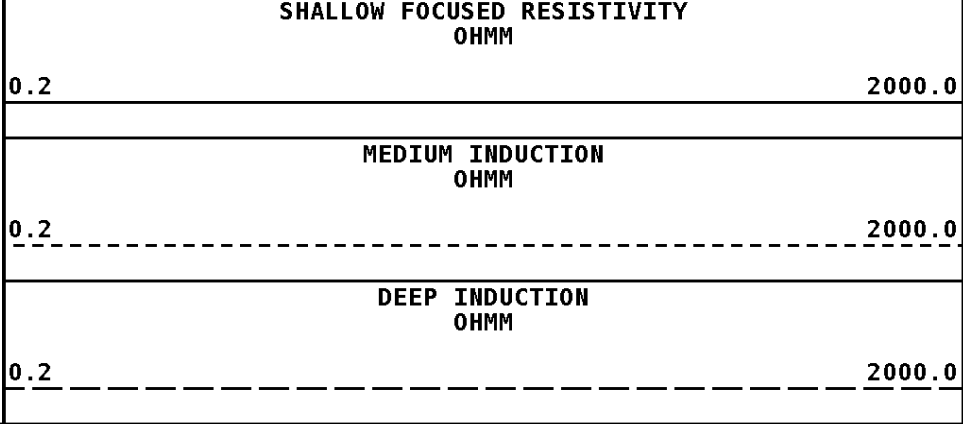 SHALLOW FOCUSED RESISTIVITY
OHMM
0.2 2000.0
MEDIUM INDUCTION
OHMM
0.2 2000.0
DEEP INDUCTION
OHMM
0.2 2000.0